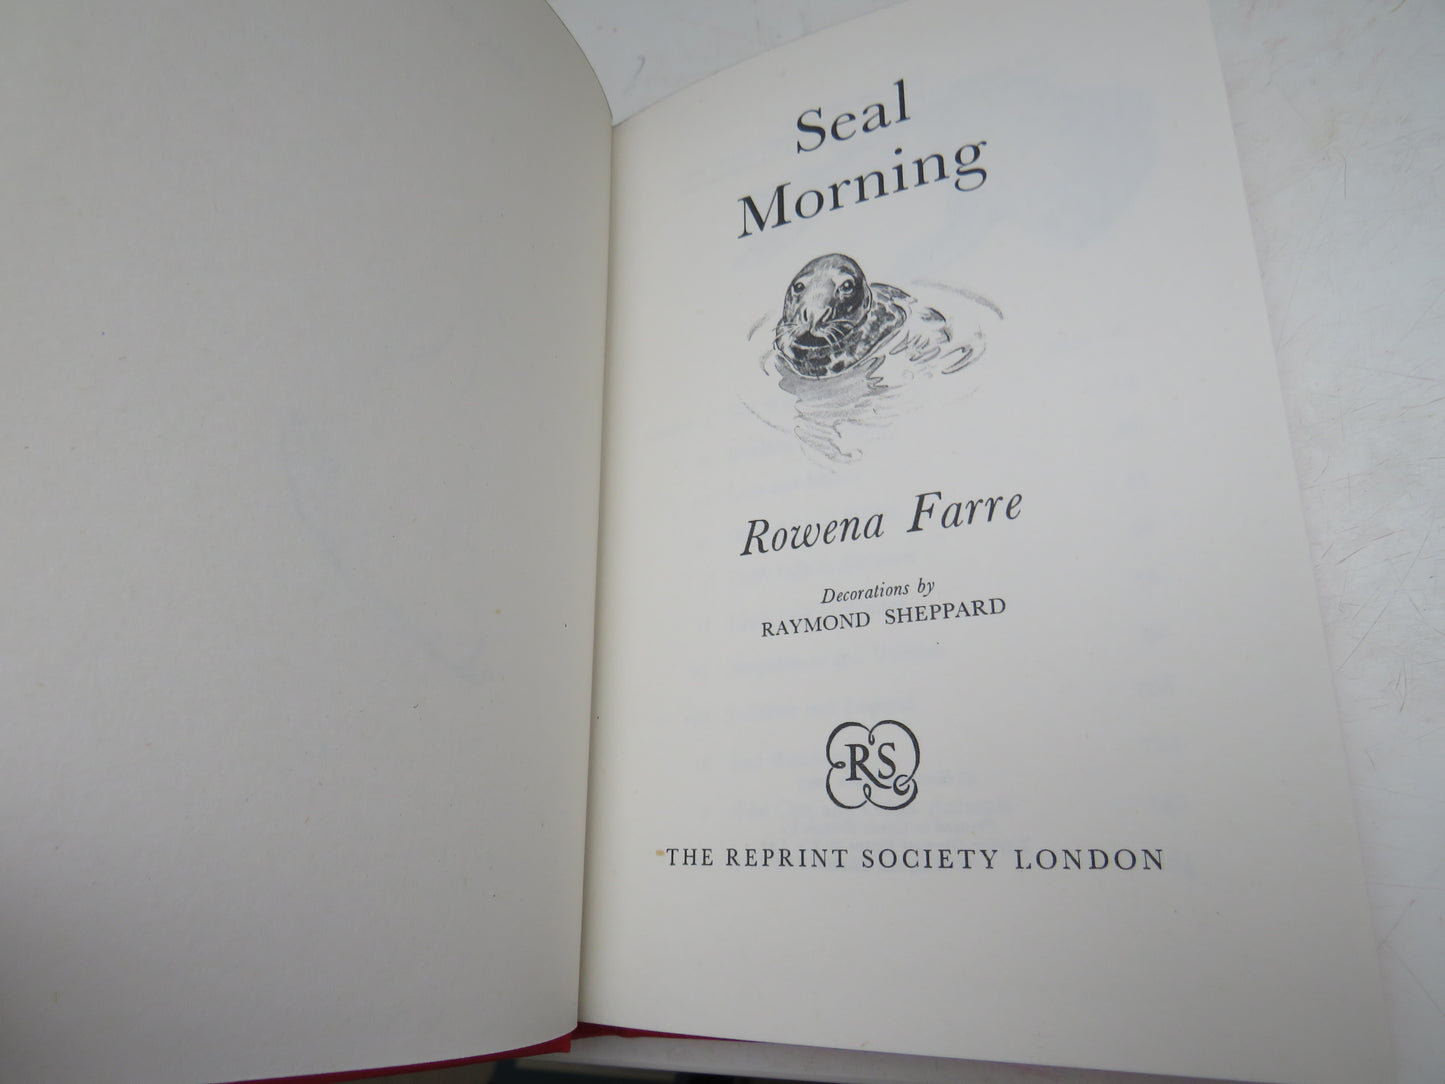 Seal
Morning
Rowena Farre
Decorations by
RAYMOND SHEPPARD
RS
THE REPRINT SOCIETY LONDON